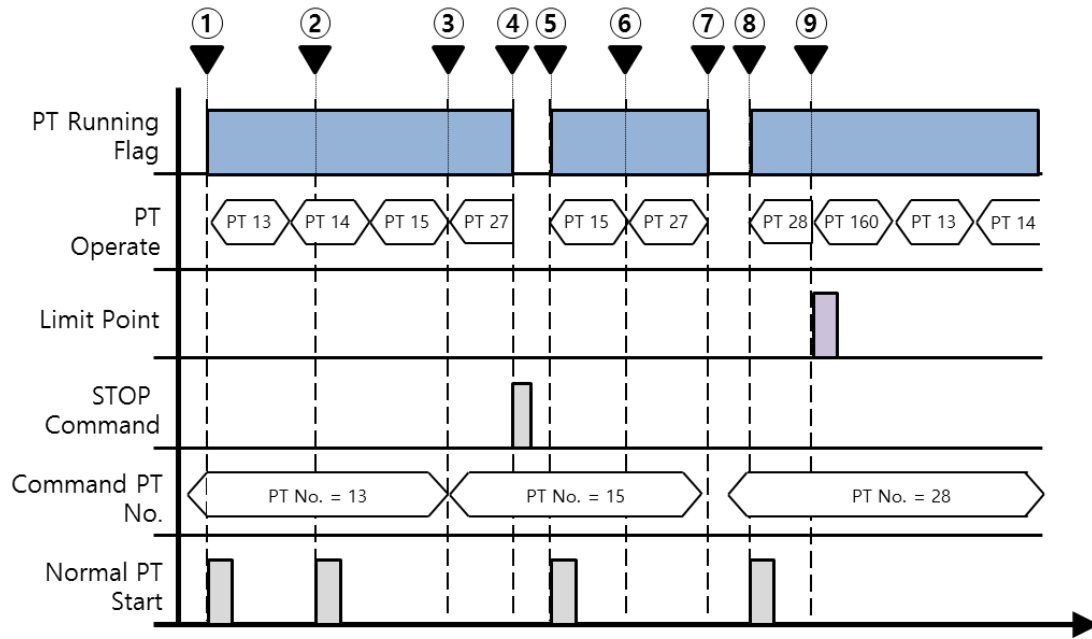 ① ② ③ ④ ⑤ ⑥ ⑦ ⑧ ⑨
PT Running
Flag
PT
Operate
PT 13 PT 14 PT 15 PT 27 PT 15 PT 27 PT 28 PT 160 PT 13 PT 14
Limit Point
STOP
Command
Command PT
No.
PT No. = 13 PT No. = 15 PT No. = 28
Normal PT
Start